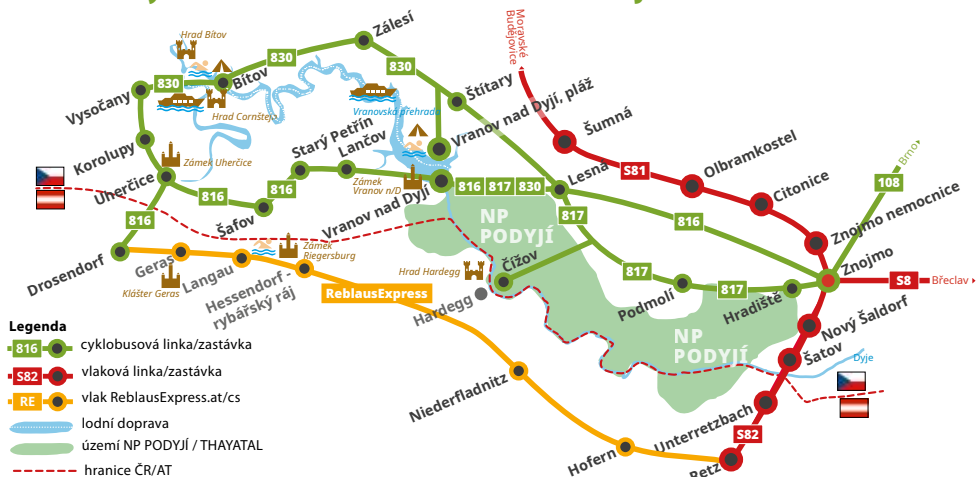 Moravské
Budějovice
Hrad Bítov
Zálesí
830
830
830
Bítov
Vysočany
Hrad Cornštejn
Vranovská přehrada
Štítary
Vranov nad Dyjí, pláž
Šumná
Korolupy
Starý Petřín
Lančov
Zámek Uherčice
Uherčice
816
816
816
Šafov
Zámek
Vranov n/D
Vranov nad Dyjí
816
817
830
Lesná
S81
Olbramkostel
Citonice
Brno
108
Znojmo nemocnice
Znojmo
S8
Břeclav
817
816
817
817
NP
PODYJÍ
Čížov
Hrad Hardegg
Hardegg
Podmolí
Hradiště
Nový Šaldorf
Šatov
Dyje
NP
PODYJÍ
Drosendorf
Geras
Klášter Geras
Langau
Zámek
Riegersburg
Hessendorf -
rybářský ráj
ReblausExpress
Niederfladnitz
Hofern
Unterretzbach
S82
Retz
Legenda
816 cyklobusová linka/zastávka
S82 vlaková linka/zastávka
RE vlak ReblausExpress.at/cs
lodní doprava
území NP PODYJÍ / THAYATAL
hranice ČR/AT